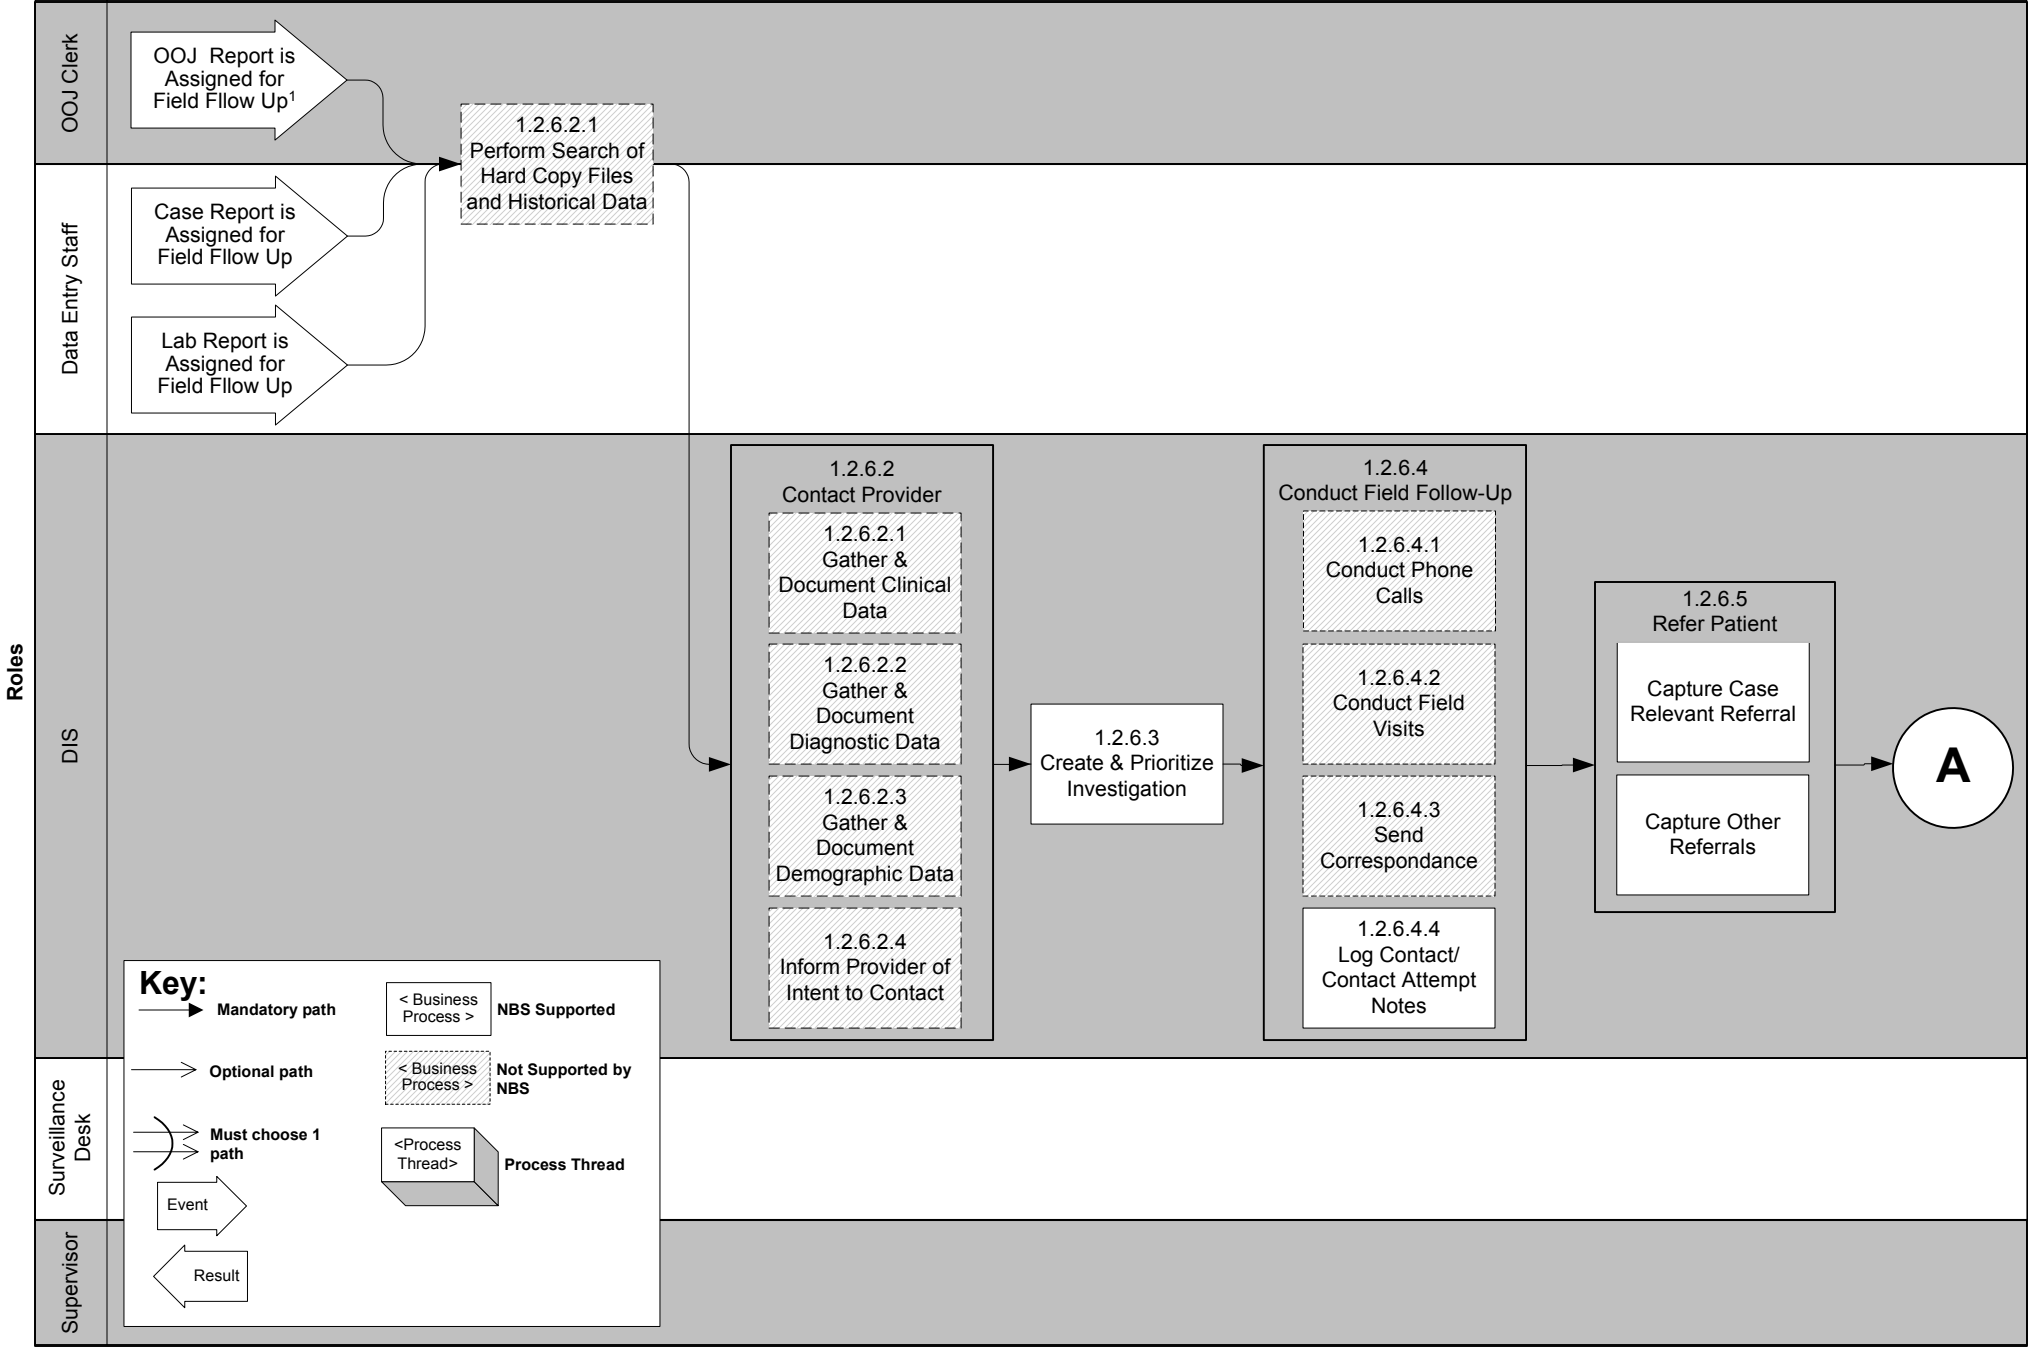 Roles
OOJ Clerk
OOJ  Report is
Assigned for
Field Fllow Up1
1.2.6.2.1
Perform Search of
Hard Copy Files
and Historical Data
Data Entry Staff
Case Report is
Assigned for
Field Fllow Up
Lab Report is
Assigned for
Field Fllow Up
DIS
1.2.6.2
Contact Provider
1.2.6.2.1
Gather &
Document Clinical
Data
1.2.6.2.2
Gather &
Document
Diagnostic Data
1.2.6.2.3
Gather &
Document
Demographic Data
1.2.6.2.4
Inform Provider of
Intent to Contact
1.2.6.3
Create & Prioritize
Investigation
1.2.6.4
Conduct Field Follow-Up
1.2.6.4.1
Conduct Phone
Calls
1.2.6.4.2
Conduct Field
Visits
1.2.6.4.3
Send
Correspondance
1.2.6.4.4
Log Contact/
Contact Attempt
Notes
1.2.6.5
Refer Patient
Capture Case
Relevant Referral
Capture Other
Referrals
A
Surveillance
Desk
Supervisor
Key:
Mandatory path
Optional path
Must choose 1
path
Event
Result
< Business
Process >
NBS Supported
< Business
Process >
Not Supported by
NBS
<Process
Thread>
Process Thread